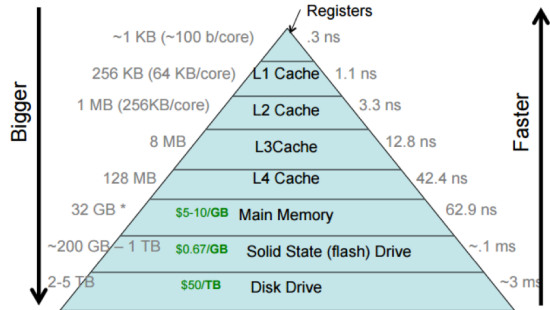 Registers
~1 KB (~100 b/core) .3 ns
256 KB (64 KB/core) L1 Cache 1.1 ns
1 MB (256KB/core) L2 Cache 3.3 ns
8 MB L3Cache 12.8 ns
128 MB L4 Cache 42.4 ns
32 GB * $5-10/GB Main Memory 62.9 ns
~200 GB – 1 TB $0.67/GB Solid State (flash) Drive ~.1 ms
2-5 TB $50/TB Disk Drive ~3 ms
Bigger
Faster